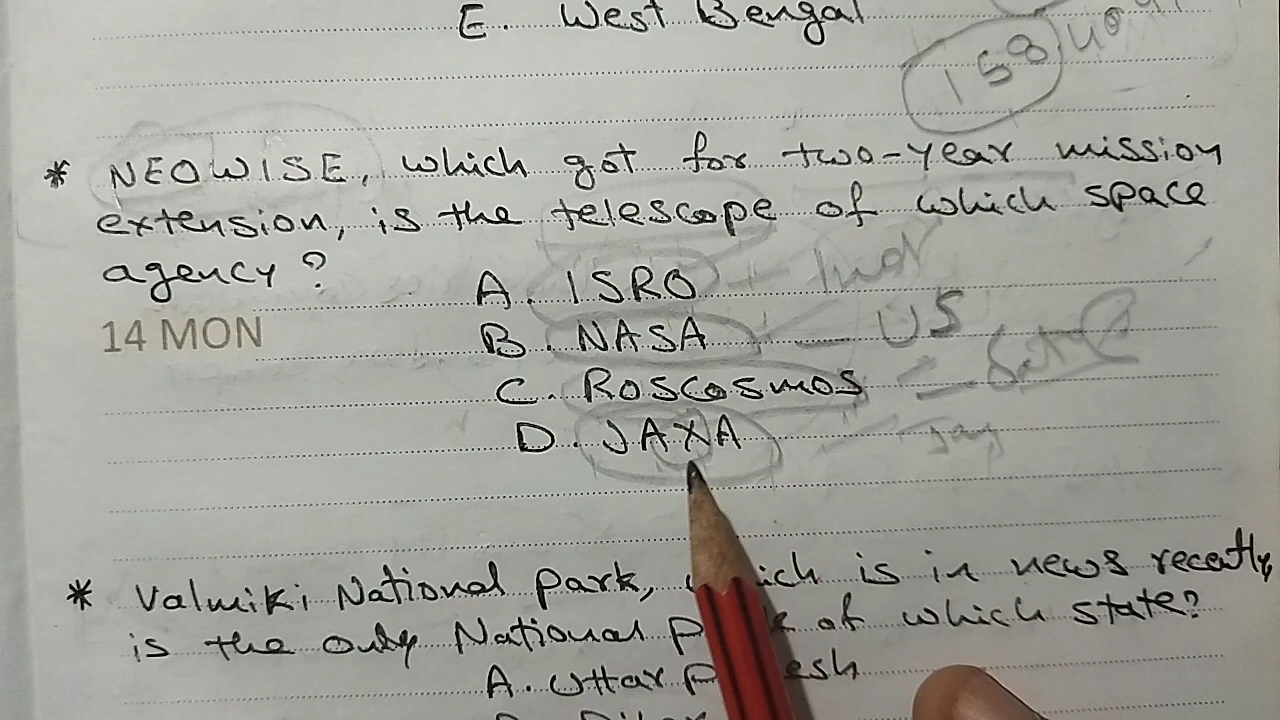 E. West Bengal
158
* NEOWISE, which got for two-year mission
extension, is the telescope of which space
agency?
A. ISRO
14 MON
B. NASA - US
C. Roscosmos
D. JAXA
* Valmiki National park, which is in news recently,
is the only National of which state?
A. Uttar